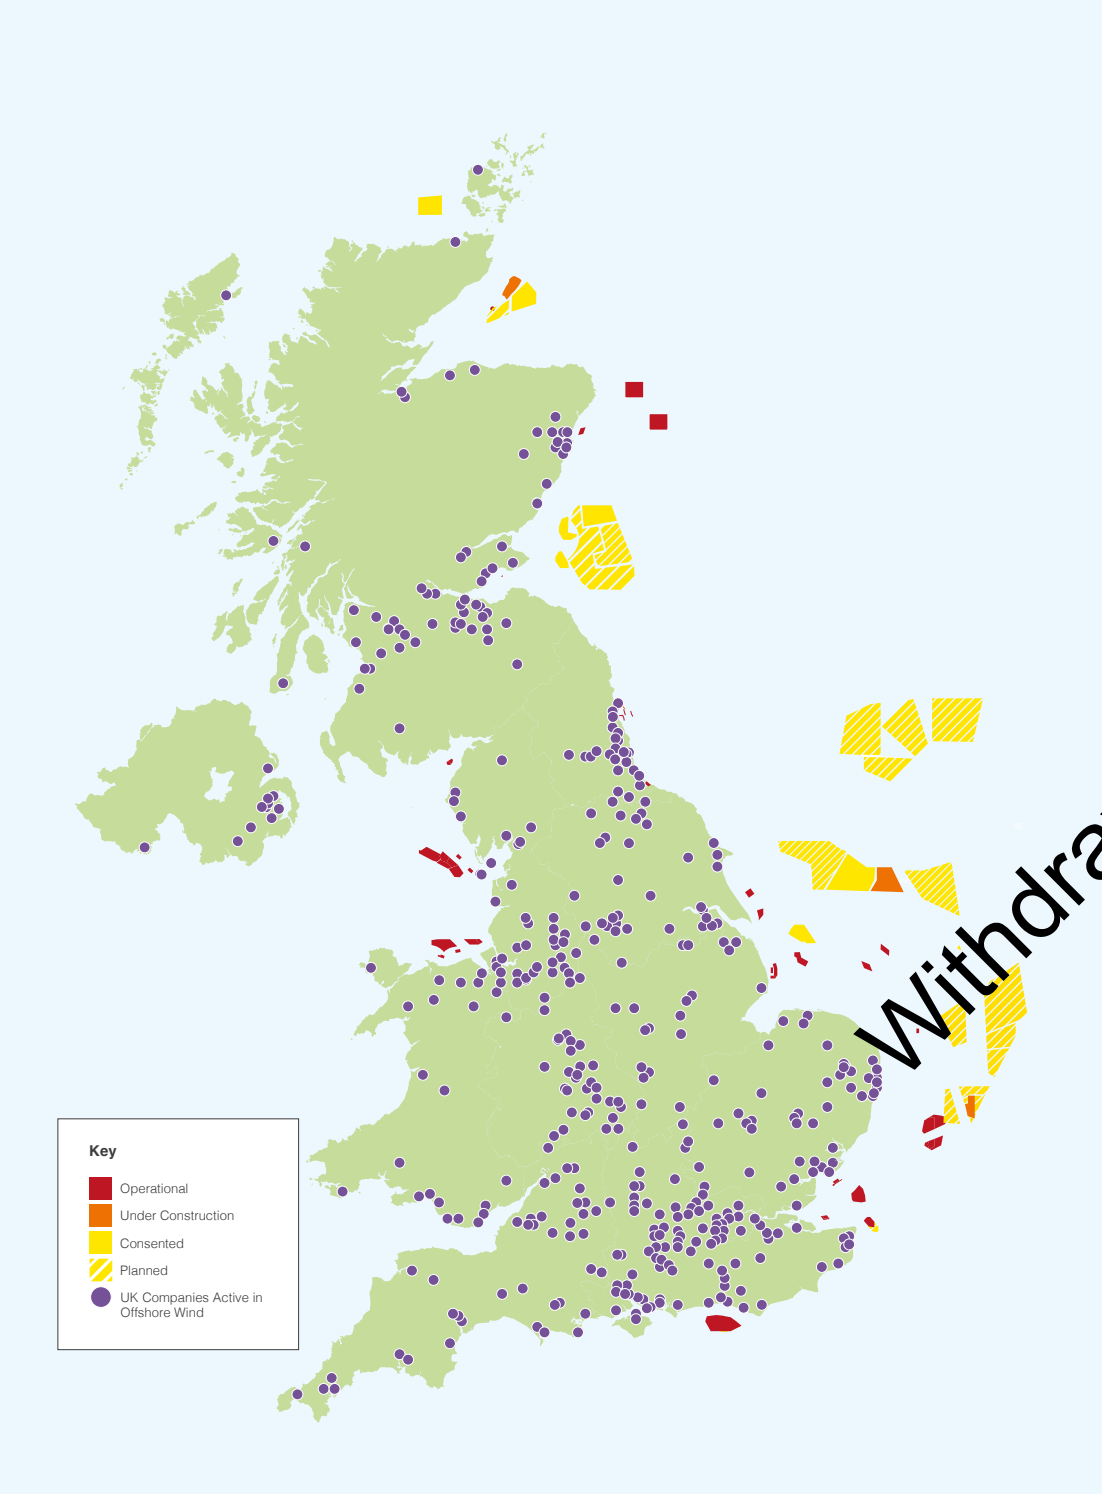 Withdra
Key
Operational
Under Construction
Consented
Planned
UK Companies Active in
Offshore Wind